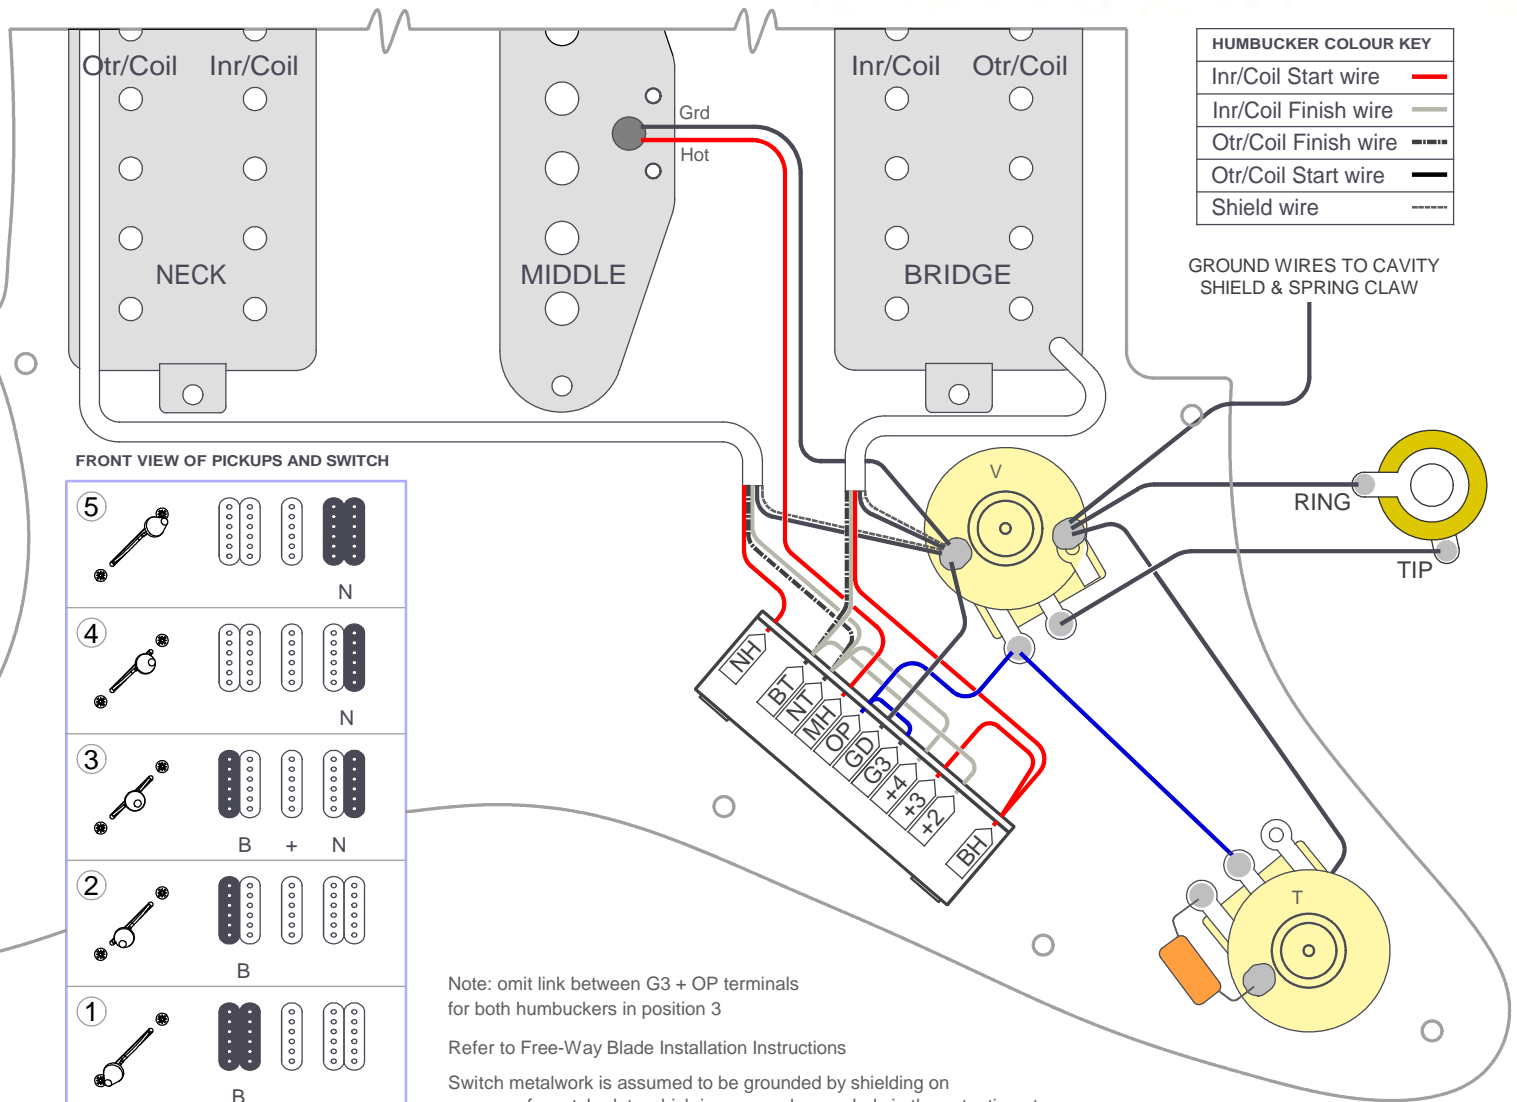 Otr/Coil Inr/Coil
NECK
MIDDLE
Grd
Hot
Inr/Coil Otr/Coil
BRIDGE
HUMBUCKER COLOUR KEY
Inr/Coil Start wire
Inr/Coil Finish wire
Otr/Coil Finish wire
Otr/Coil Start wire
Shield wire
GROUND WIRES TO CAVITY
SHIELD & SPRING CLAW
V
RING
TIP
T
NH
BT
NT
MH
OP
GD
G3
+4
+3
+2
BH
FRONT VIEW OF PICKUPS AND SWITCH
5
N
4
N
3
B + N
2
B
1
B
Note: omit link between G3 + OP terminals
for both humbuckers in position 3
Refer to Free-Way Blade Installation Instructions
Switch metalwork is assumed to be grounded by shielding on